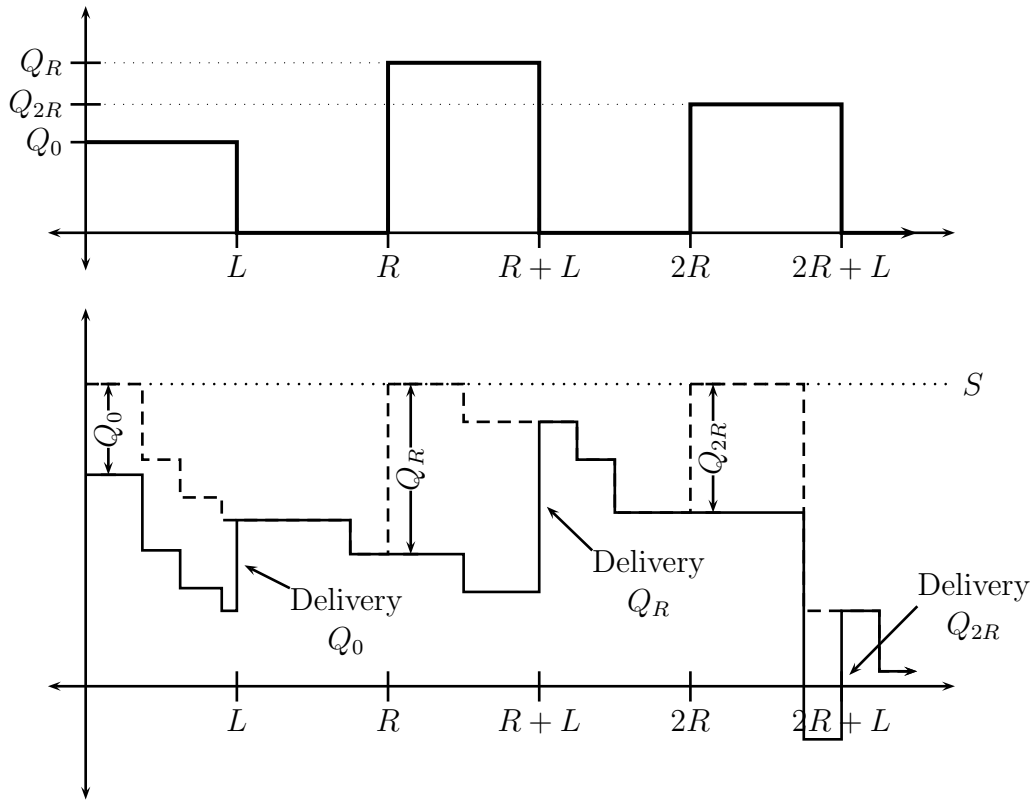 Q_R
Q_{2R}
Q_0
L R R + L 2R 2R + L
S
Q_0
Q_R
Q_{2R}
Delivery
Q_0
Delivery
Q_R
Delivery
Q_{2R}
L R R + L 2R 2R + L